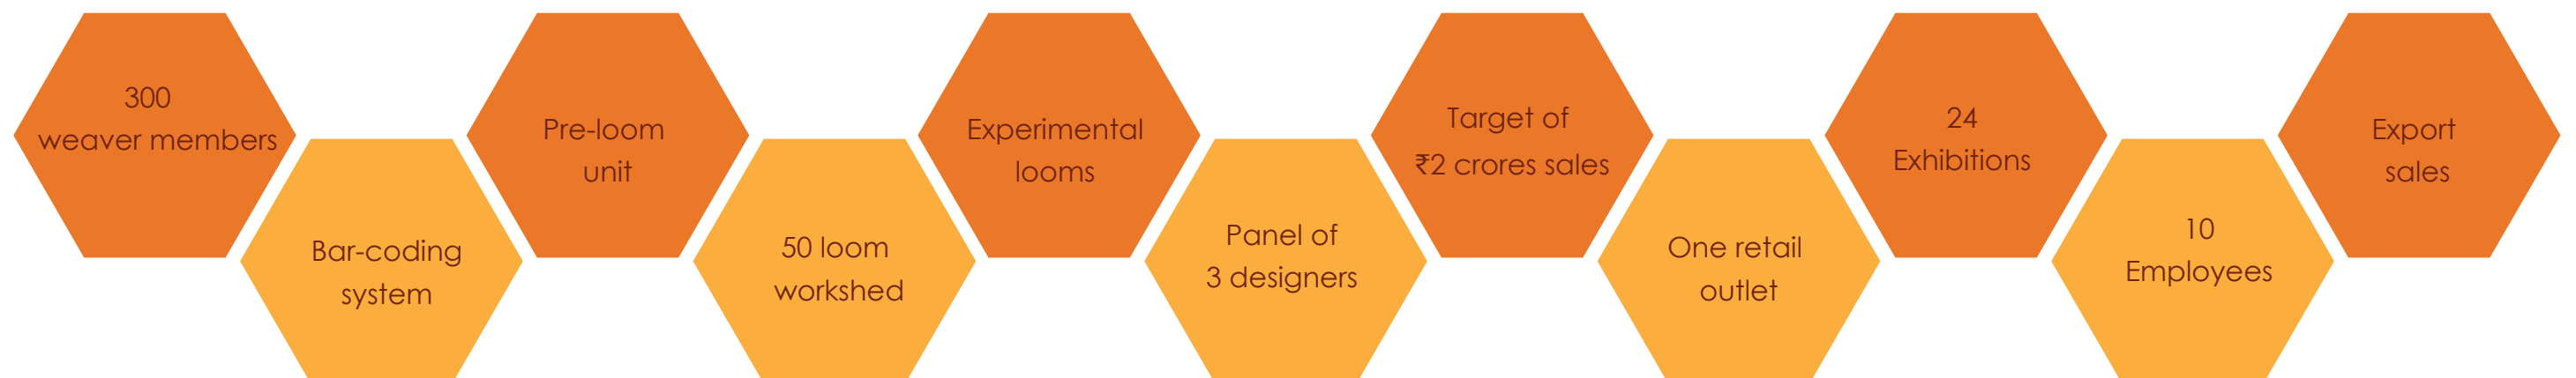 300
weaver members
Bar-coding
system
Pre-loom
unit
50 loom
workshed
Experimental
looms
Panel of
3 designers
Target of
₹2 crores sales
One retail
outlet
24
Exhibitions
10
Employees
Export
sales